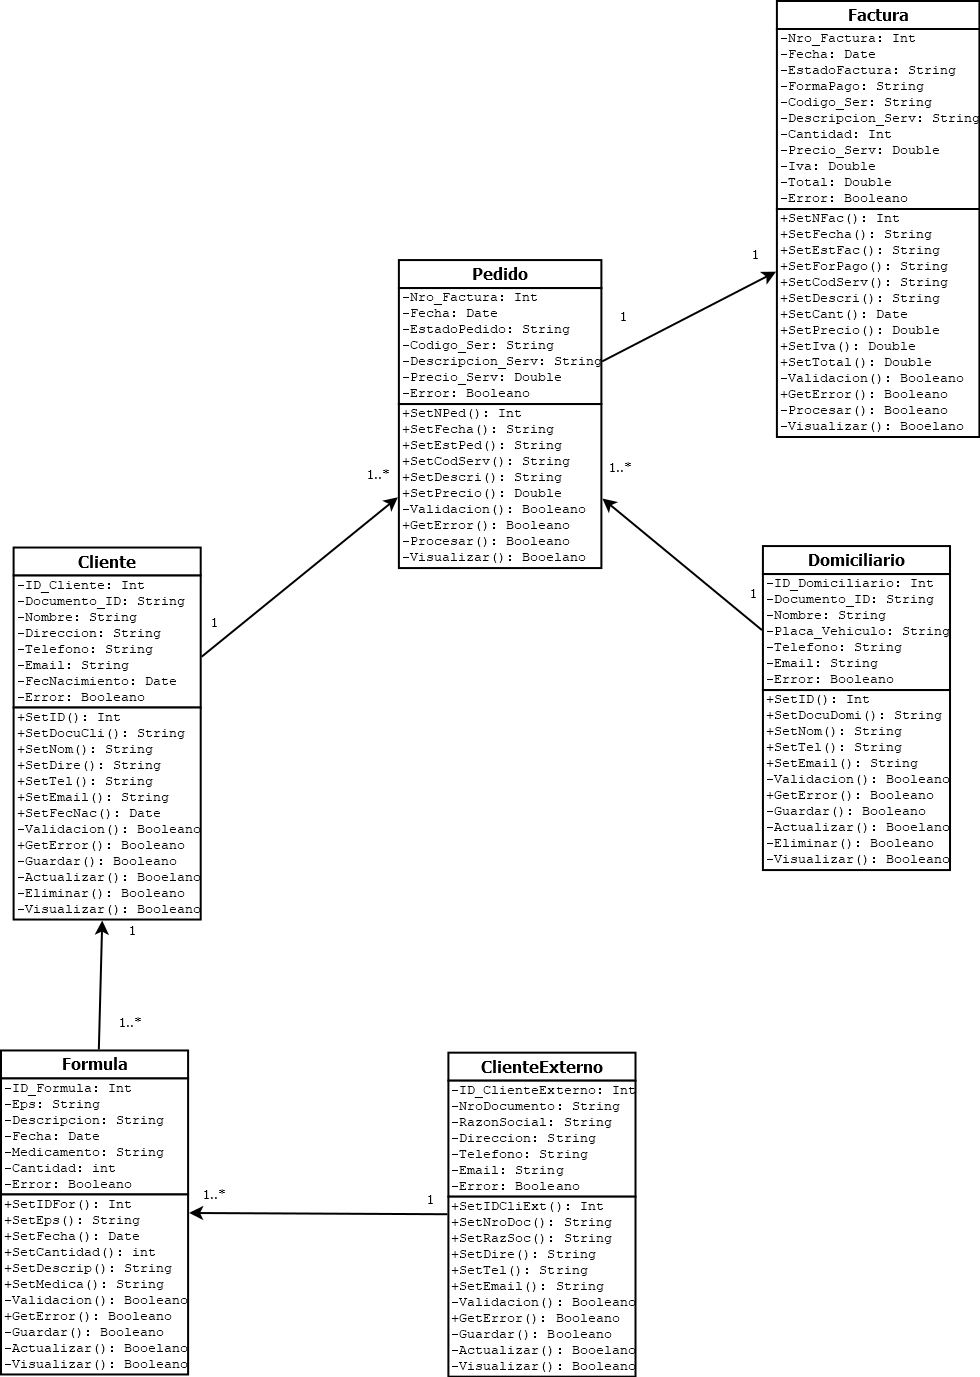 Factura
-Nro_Factura: Int
-Fecha: Date
-EstadoFactura: String
-FormaPago: String
-Codigo_Ser: String
-Descripcion_Serv: String
-Cantidad: Int
-Precio_Serv: Double
-Iva: Double
-Total: Double
-Error: Booleano
+SetNFac(): Int
+SetFecha(): String
+SetEstFac(): String
+SetForPago(): String
+SetCodServ(): String
+SetDescri(): String
+SetCant(): Date
+SetPrecio(): Double
+SetIva(): Double
+SetTotal(): Double
-Validacion(): Booleano
+GetError(): Booleano
-Procesar(): Booleano
-Visualizar(): Booelano
1
1
Pedido
-Nro_Factura: Int
-Fecha: Date
-EstadoPedido: String
-Codigo_Ser: String
-Descripcion_Serv: String
-Precio_Serv: Double
-Error: Booleano
+SetNPed(): Int
+SetFecha(): String
+SetEstPed(): String
+SetCodServ(): String
+SetDescri(): String
+SetPrecio(): Double
-Validacion(): Booleano
+GetError(): Booleano
-Procesar(): Booleano
-Visualizar(): Booelano
1..*
1..*
1
1
Cliente
-ID_Cliente: Int
-Documento_ID: String
-Nombre: String
-Direccion: String
-Telefono: String
-Email: String
-FecNacimiento: Date
-Error: Booleano
+SetID(): Int
+SetDocuCli(): String
+SetNom(): String
+SetDire(): String
+SetTel(): String
+SetEmail(): String
+SetFecNac(): Date
-Validacion(): Booleano
+GetError(): Booleano
-Guardar(): Booleano
-Actualizar(): Booelano
-Eliminar(): Booleano
-Visualizar(): Booleano
Domiciliario
-ID_Domiciliario: Int
-Documento_ID: String
-Nombre: String
-Placa_Vehiculo: String
-Telefono: String
-Email: String
-Error: Booleano
+SetID(): Int
+SetDocuDomi(): String
+SetNom(): String
+SetTel(): String
+SetEmail(): String
-Validacion(): Booleano
+GetError(): Booleano
-Guardar(): Booleano
-Actualizar(): Booelano
-Eliminar(): Booleano
-Visualizar(): Booleano
1
1..*
Formula
-ID_Formula: Int
-Eps: String
-Descripcion: String
-Fecha: Date
-Medicamento: String
-Cantidad: int
-Error: Booleano
+SetIDFor(): Int
+SetEps(): String
+SetFecha(): Date
+SetCantidad(): int
+SetDescrip(): String
+SetMedica(): String
-Validacion(): Booleano
+GetError(): Booleano
-Guardar(): Booleano
-Actualizar(): Booelano
-Visualizar(): Booleano
1..*
1
ClienteExterno
-ID_ClienteExterno: Int
-NroDocumento: String
-RazonSocial: String
-Direccion: String
-Telefono: String
-Email: String
-Error: Booleano
+SetIDCliExt(): Int
+SetNroDoc(): String
+SetRazSoc(): String
+SetDire(): String
+SetTel(): String
+SetEmail(): String
-Validacion(): Booleano
+GetError(): Booleano
-Guardar(): Booleano
-Actualizar(): Booelano
-Visualizar(): Booleano